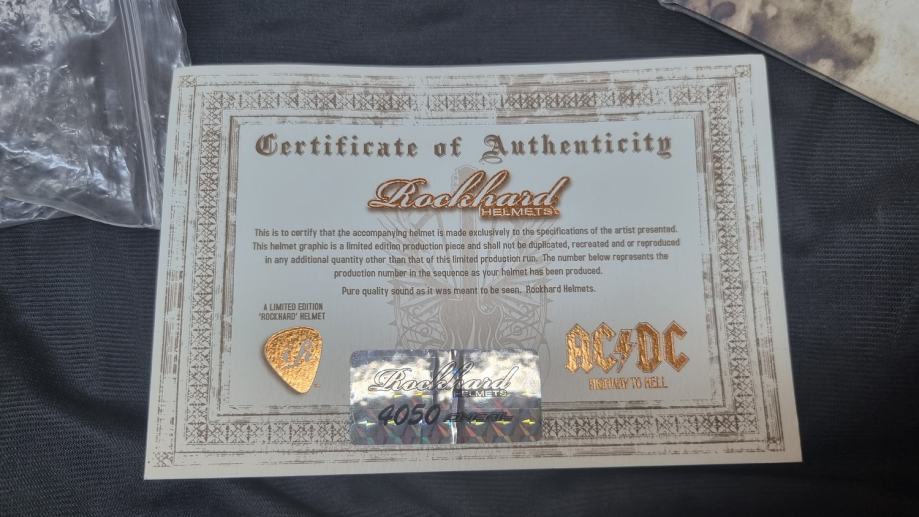 Certificate of Authenticity
Rockhard
HELMETS
This is to certify that the accompanying helmet is made exclusively to the specifications of the artist presented.
This helmet graphic is a limited edition production piece and shall not be duplicated, recreated and or reproduced
in any additional quantity other than that of this limited production run. The number below represents the
production number in the sequence as your helmet has been produced.
Pure quality sound as it was meant to be seen. Rockhard Helmets.
A LIMITED EDITION
'ROCKHARD' HELMET
AC/DC
HIGHWAY TO HELL
Rockhard
HELMETS
4050